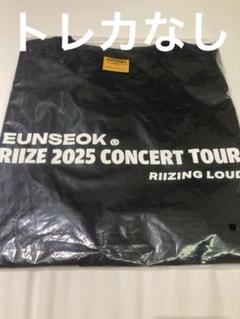 トレカなし
EUNSEOK®
RIIZE 2025 CONCERT TOUR
RIIZING LOUD